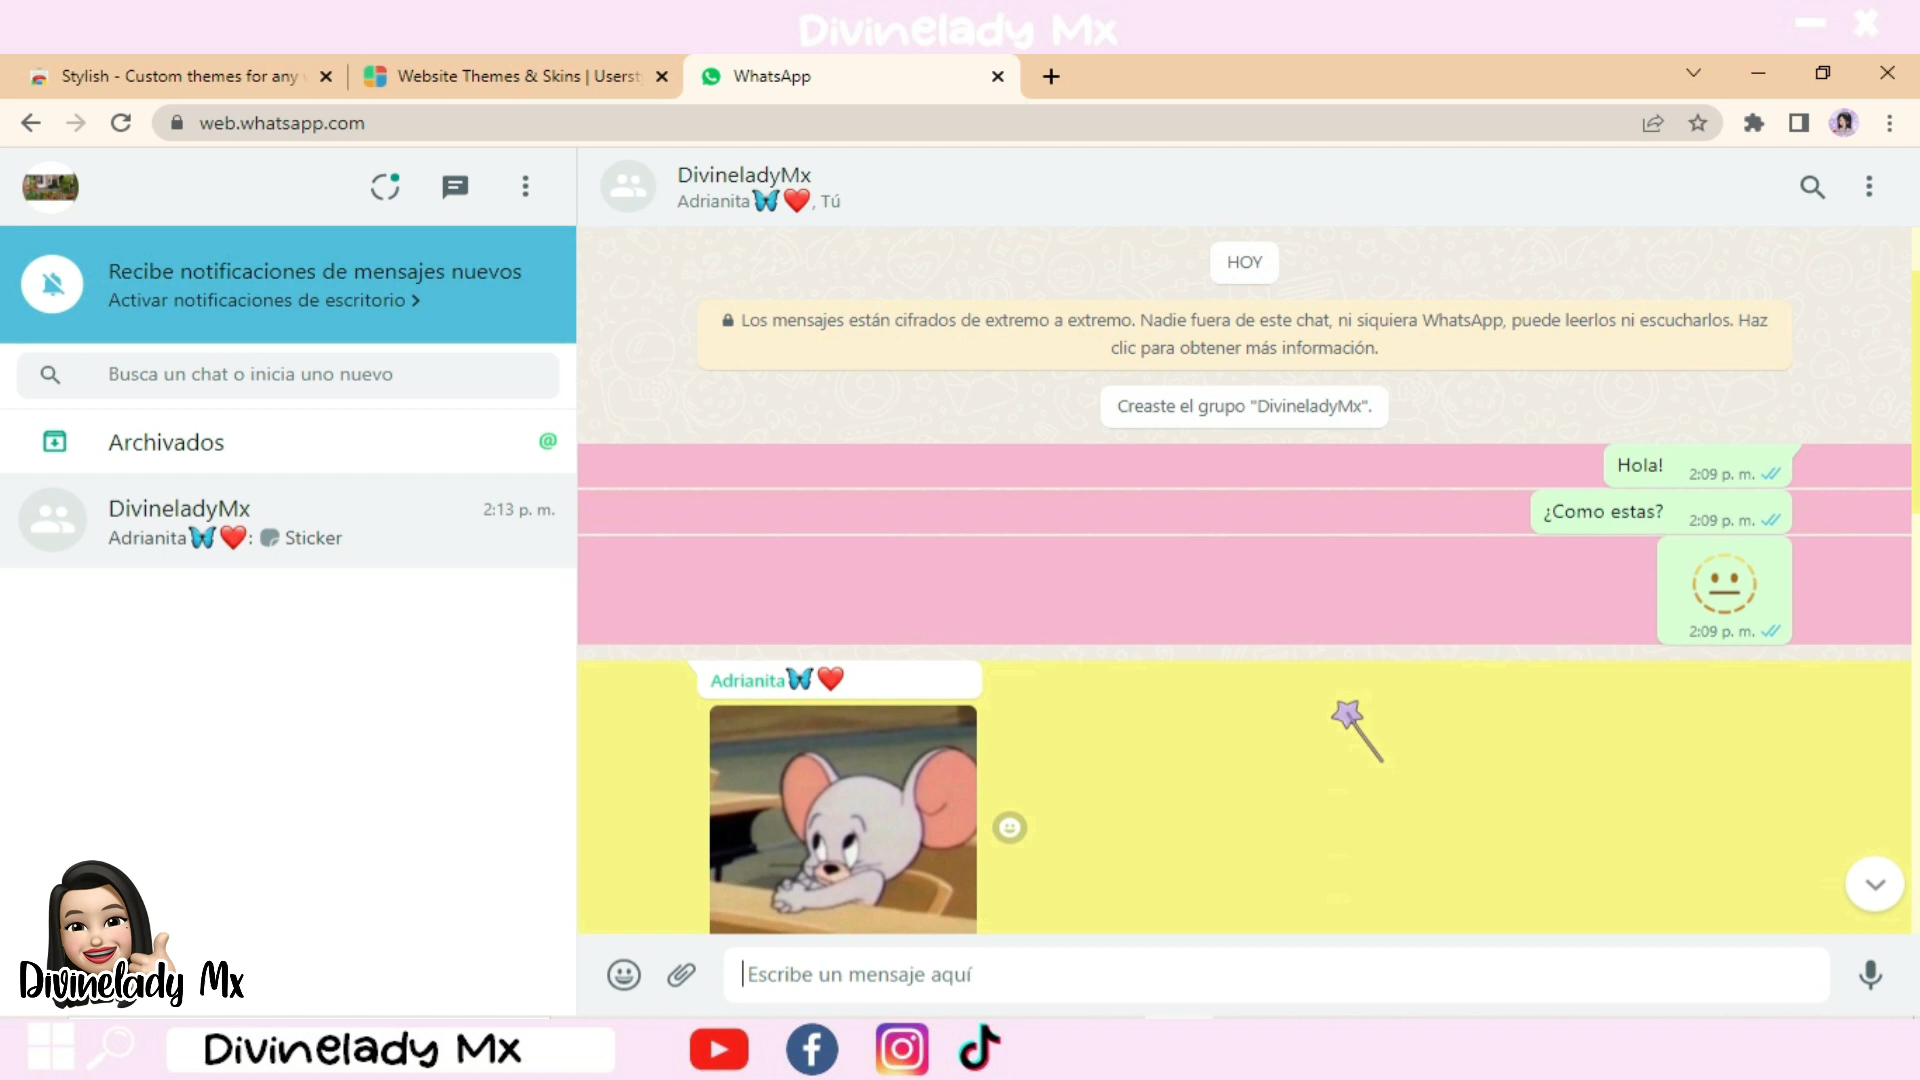 Divinelady Mx
Stylish - Custom themes for any
Website Themes & Skins | Userst
WhatsApp
web.whatsapp.com
DivineladyMx
Adrianita🦋❤️, Tú
Recibe notificaciones de mensajes nuevos
Activar notificaciones de escritorio >
Busca un chat o inicia uno nuevo
Archivados
@
DivineladyMx
2:13 p. m.
Adrianita🦋❤️: Sticker
HOY
Los mensajes están cifrados de extremo a extremo. Nadie fuera de este chat, ni siquiera WhatsApp, puede leerlos ni escucharlos. Haz
clic para obtener más información.
Creaste el grupo "DivineladyMx".
Hola!
2:09 p. m.
¿Como estas?
2:09 p. m.
2:09 p. m.
Adrianita🦋❤️
Escribe un mensaje aquí
Divinelady Mx
Divinelady Mx